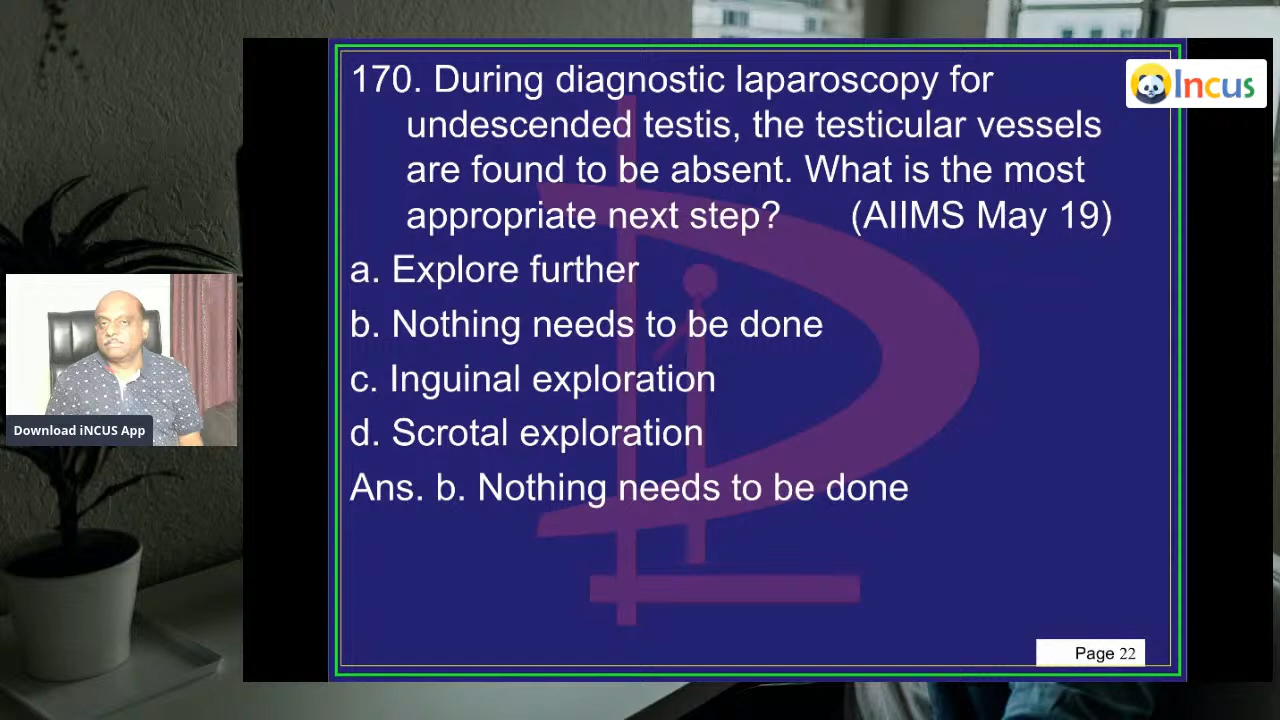 170. During diagnostic laparoscopy for
undescended testis, the testicular vessels
are found to be absent. What is the most
appropriate next step? (AIIMS May 19)
a. Explore further
b. Nothing needs to be done
c. Inguinal exploration
d. Scrotal exploration
Ans. b. Nothing needs to be done
Page 22
Incus
Download iNCUS App